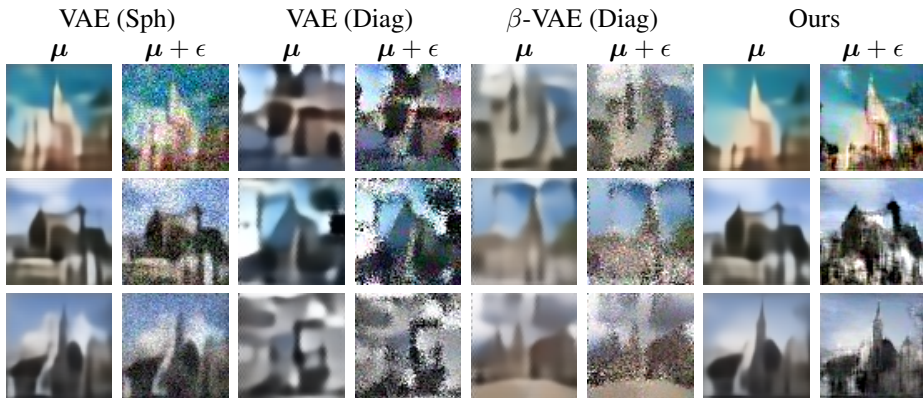 VAE (Sph) VAE (Diag) β-VAE (Diag) Ours
μ μ + ϵ μ μ + ϵ μ μ + ϵ μ μ + ϵ